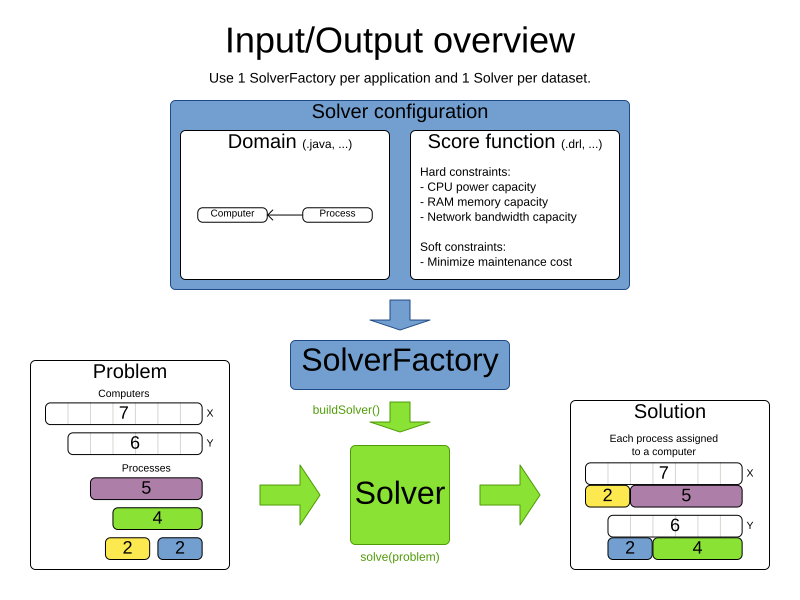 Input/Output overview
Use 1 SolverFactory per application and 1 Solver per dataset.
Solver configuration
Domain (.java, ...)
Computer
Process
Score function (.drl, ...)
Hard constraints:
- CPU power capacity
- RAM memory capacity
- Network bandwidth capacity
Soft constraints:
- Minimize maintenance cost
SolverFactory
buildSolver()
Problem
Computers
7 X
6 Y
Processes
5
4
2 2
Solver
solve(problem)
Solution
Each process assigned
to a computer
7 X
2 5
6 Y
2 4